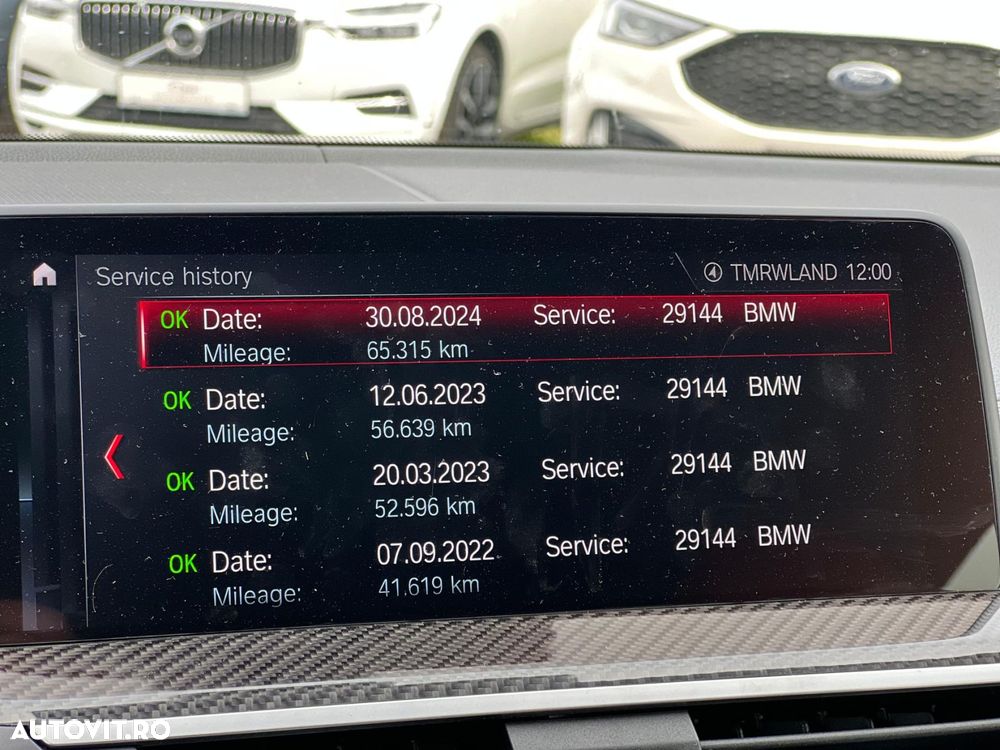 Ford
Service history
TMRWLAND 12:00
OK Date: 30.08.2024 Service: 29144 BMW
Mileage: 65.315 km
OK Date: 12.06.2023 Service: 29144 BMW
Mileage: 56.639 km
OK Date: 20.03.2023 Service: 29144 BMW
Mileage: 52.596 km
OK Date: 07.09.2022 Service: 29144 BMW
Mileage: 41.619 km
AUTOVIT.RO